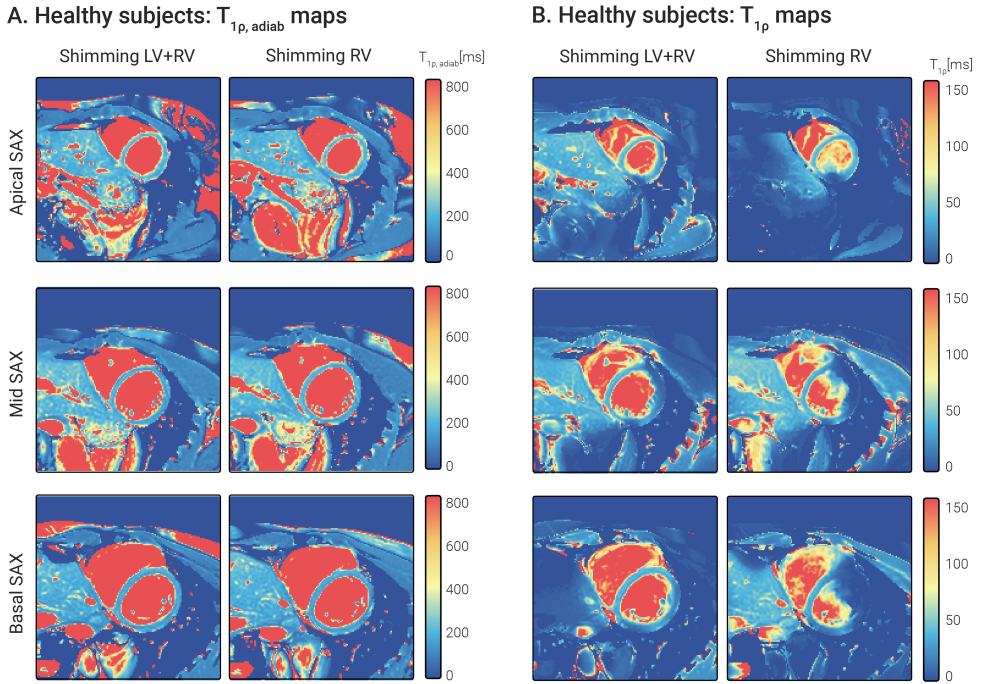 A. Healthy subjects: T1ρ, adiab maps
B. Healthy subjects: T1ρ maps
Shimming LV+RV
Shimming RV
T1ρ, adiab[ms]
Shimming LV+RV
Shimming RV
T1ρ[ms]
Apical SAX
800
600
400
200
0
150
100
50
0
Mid SAX
800
600
400
200
0
150
100
50
0
Basal SAX
800
600
400
200
0
150
100
50
0